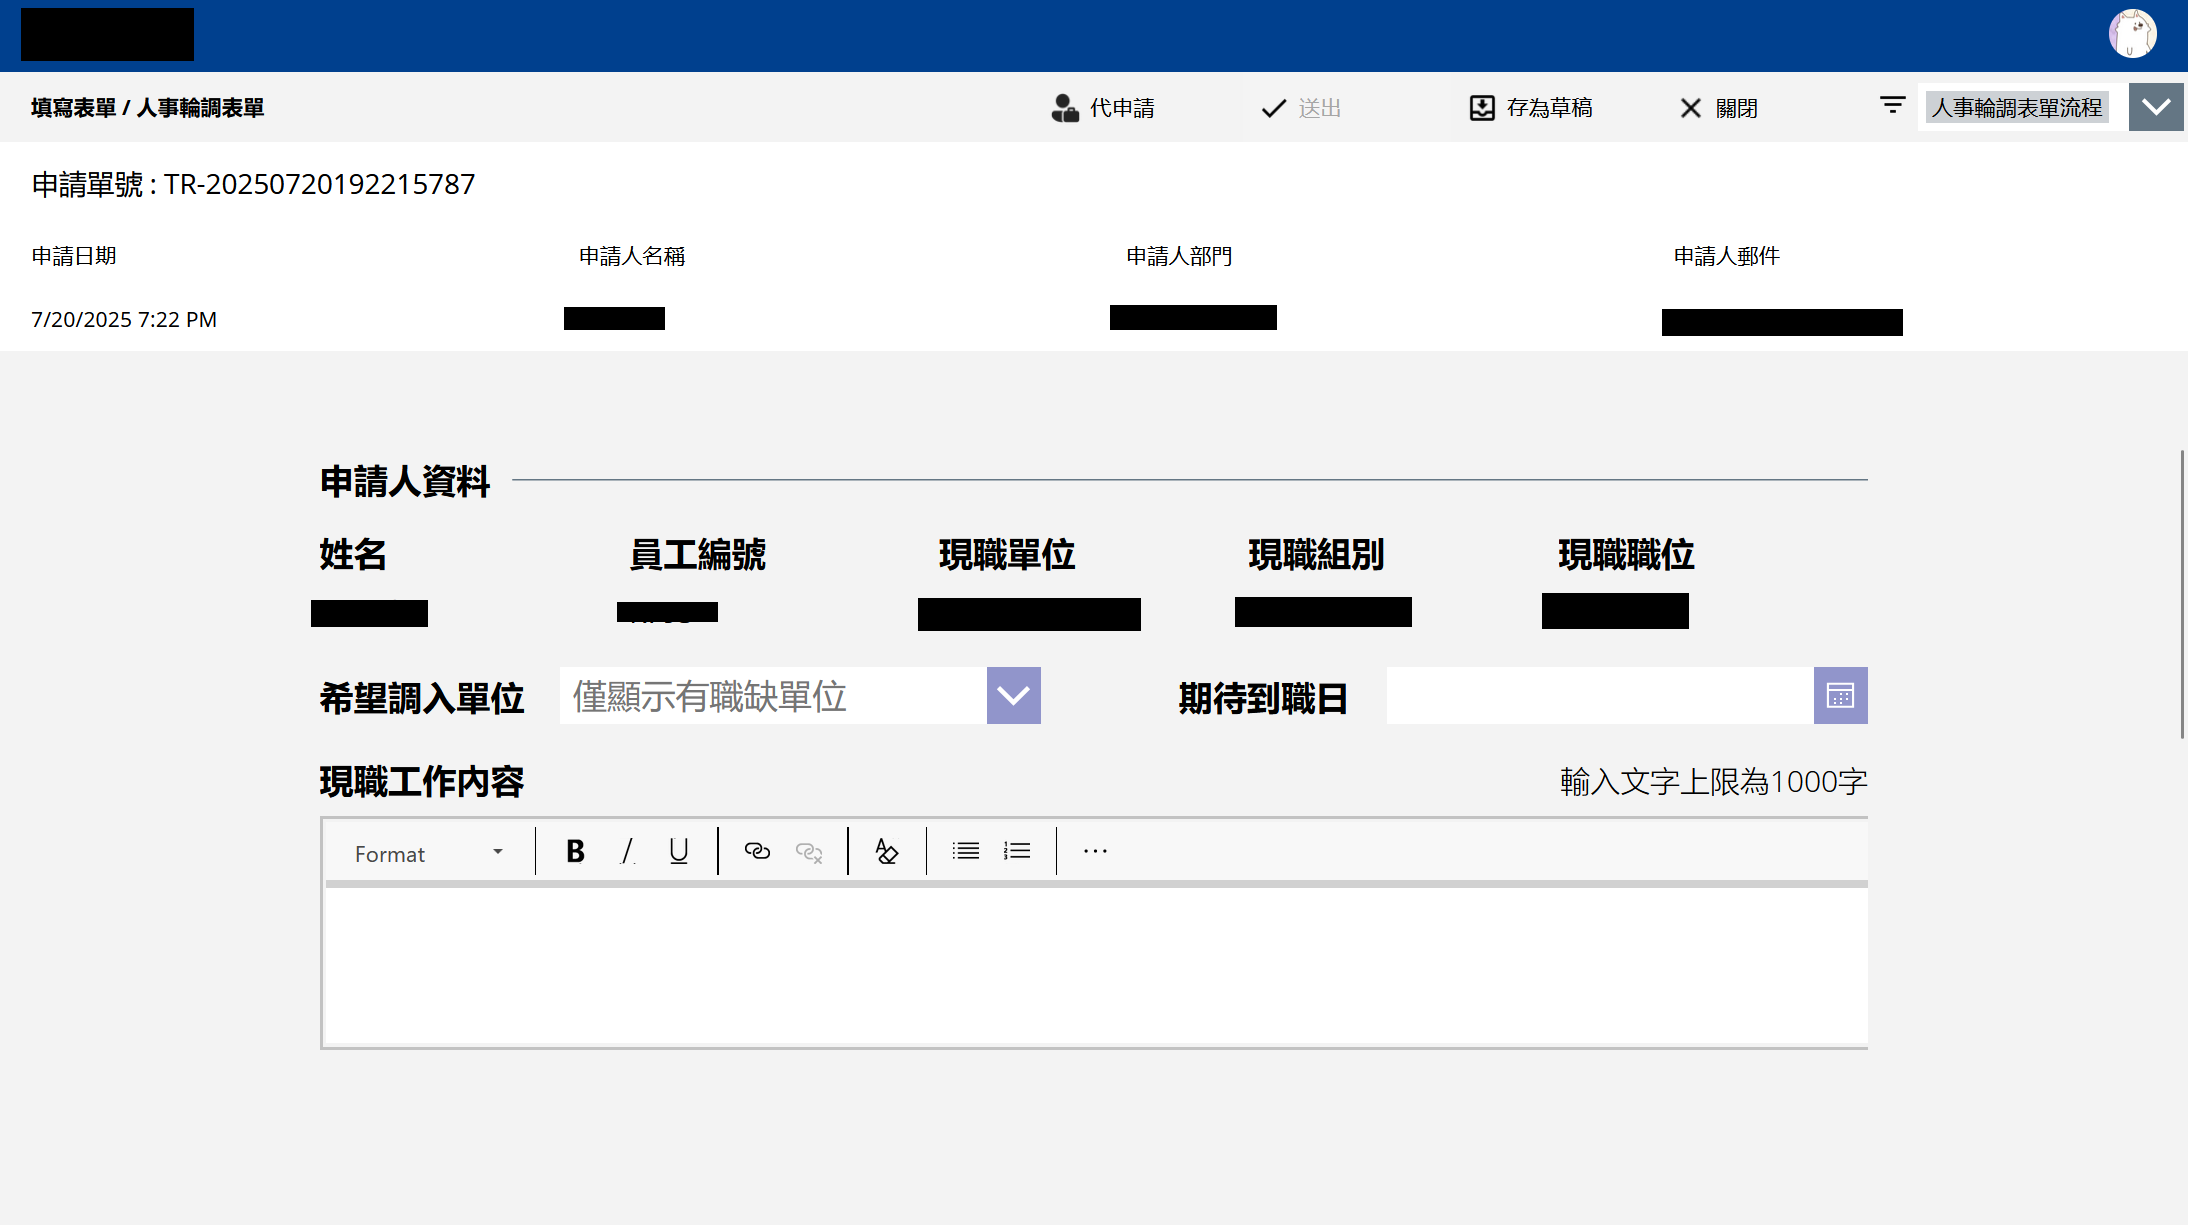 填寫表單 / 人事輪調表單
代申請
送出
存為草稿
關閉
人事輪調表單流程
申請單號 : TR-20250720192215787
申請日期
申請人名稱
申請人部門
申請人郵件
7/20/2025 7:22 PM
申請人資料
姓名
員工編號
現職單位
現職組別
現職職位
希望調入單位
僅顯示有職缺單位
期待到職日
現職工作內容
輸入文字上限為1000字
Format
B
I
U